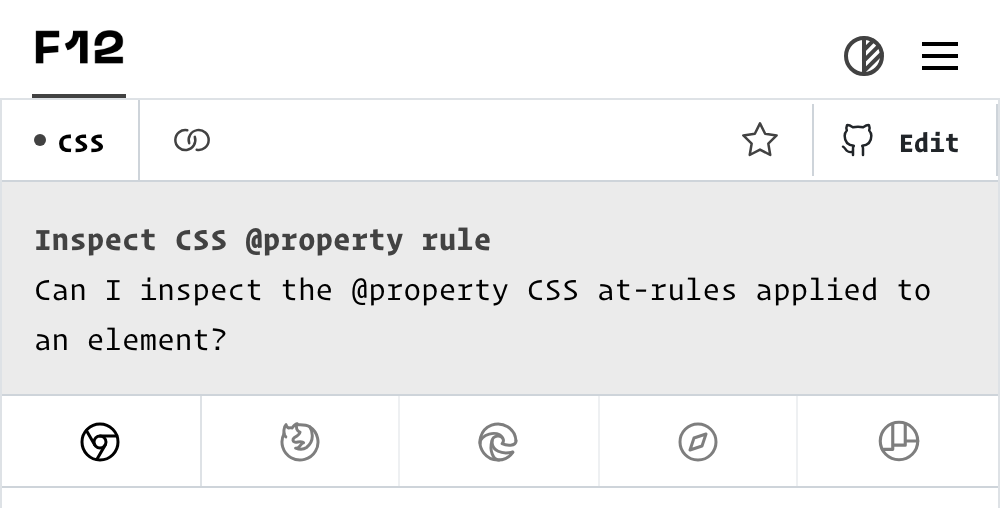 F12
CSS
Edit
Inspect CSS @property rule
Can I inspect the @property CSS at-rules applied to
an element?